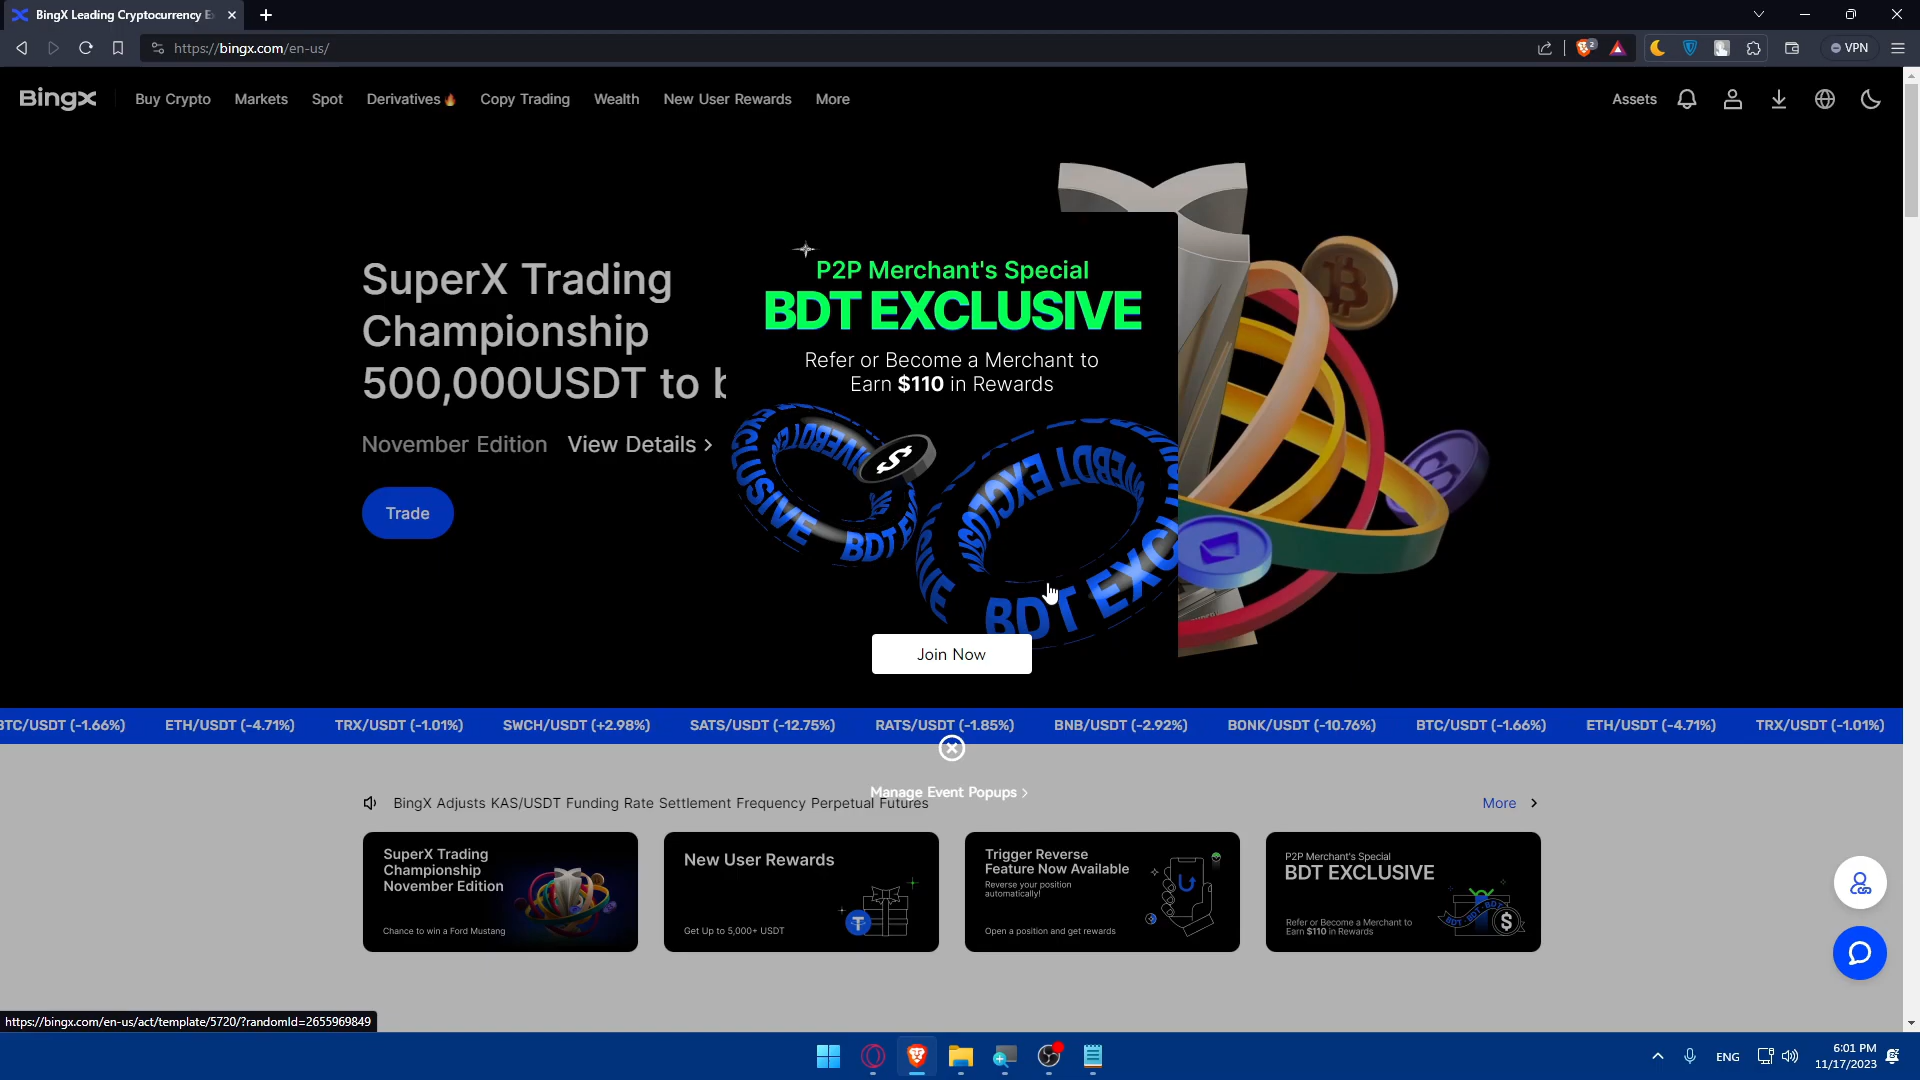 BingX Leading Cryptocurrency E
https://bingx.com/en-us/
2
VPN
BingX
Buy Crypto
Markets
Spot
Derivatives
Copy Trading
Wealth
New User Rewards
More
Assets
SuperX Trading
Championship
500,000USDT to b
November Edition
View Details >
Trade
P2P Merchant's Special
BDT EXCLUSIVE
Refer or Become a Merchant to
Earn $110 in Rewards
BDT EXC
Join Now
BTC/USDT (-1.66%)
ETH/USDT (-4.71%)
TRX/USDT (-1.01%)
SWCH/USDT (+2.98%)
SATS/USDT (-12.75%)
RATS/USDT (-1.85%)
BNB/USDT (-2.92%)
BONK/USDT (-10.76%)
BTC/USDT (-1.66%)
ETH/USDT (-4.71%)
TRX/USDT (-1.01%)
Manage Event Popups >
BingX Adjusts KAS/USDT Funding Rate Settlement Frequency Perpetual Futures
More >
SuperX Trading
Championship
November Edition
Chance to win a Ford Mustang
New User Rewards
Get Up to 5,000+ USDT
Trigger Reverse
Feature Now Available
Reverse your position
automatically!
Open a position and get rewards
P2P Merchant's Special
BDT EXCLUSIVE
Refer or Become a Merchant to
Earn $110 in Rewards
https://bingx.com/en-us/act/template/5720/?randomId=2655969849
ENG
6:01 PM
11/17/2023